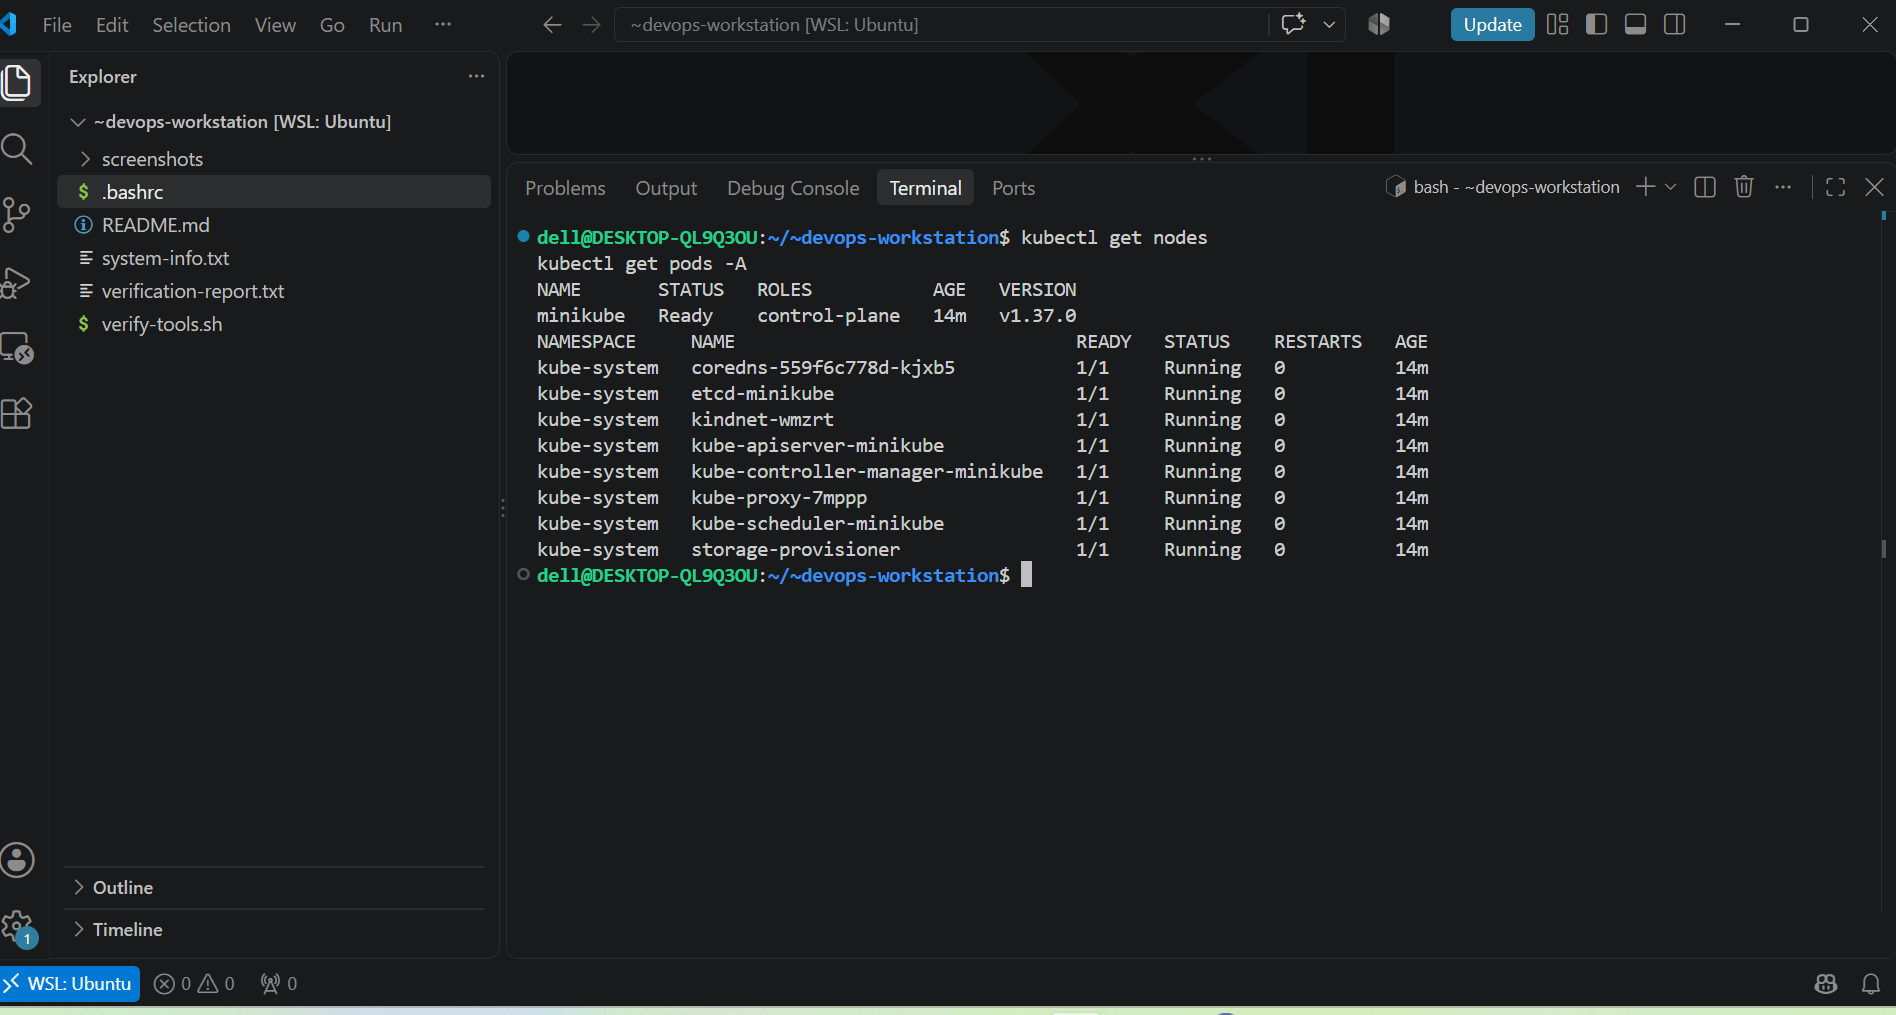 File Edit Selection View Go Run ···
~devops-workstation [WSL: Ubuntu]
Update
Explorer
~devops-workstation [WSL: Ubuntu]
screenshots
$ .bashrc
README.md
system-info.txt
verification-report.txt
$ verify-tools.sh
Outline
Timeline
Problems Output Debug Console Terminal Ports
bash - ~devops-workstation
dell@DESKTOP-QL9Q3OU:~/~devops-workstation$ kubectl get nodes
kubectl get pods -A
NAME STATUS ROLES AGE VERSION
minikube Ready control-plane 14m v1.37.0
NAMESPACE NAME READY STATUS RESTARTS AGE
kube-system coredns-559f6c778d-kjxb5 1/1 Running 0 14m
kube-system etcd-minikube 1/1 Running 0 14m
kube-system kindnet-wmzrt 1/1 Running 0 14m
kube-system kube-apiserver-minikube 1/1 Running 0 14m
kube-system kube-controller-manager-minikube 1/1 Running 0 14m
kube-system kube-proxy-7mppp 1/1 Running 0 14m
kube-system kube-scheduler-minikube 1/1 Running 0 14m
kube-system storage-provisioner 1/1 Running 0 14m
dell@DESKTOP-QL9Q3OU:~/~devops-workstation$
1
WSL: Ubuntu 0 0 0